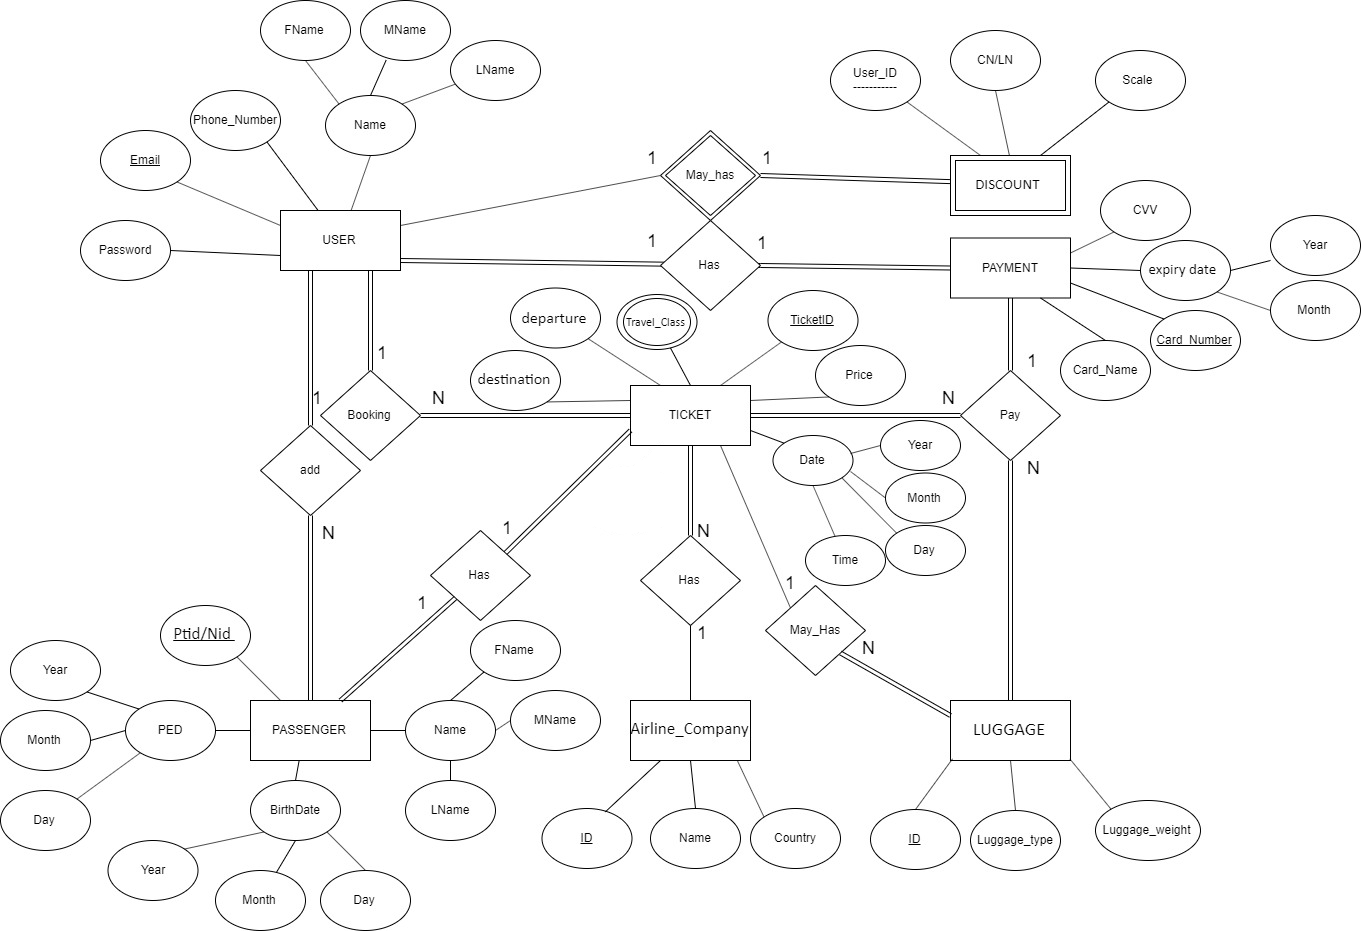 FName
MName
LName
Name
Phone_Number
Email
Password
USER
1
May_has
1
User_ID
-----------
CN/LN
Scale
DISCOUNT
1
Has
1
PAYMENT
CVV
expiry date
Year
Month
Card_Number
Card_Name
departure
Travel_Class
TicketID
destination
Price
1
Booking
N
TICKET
N
1
Pay
N
1
add
N
Date
Year
Month
Day
Time
1
Has
1
N
Has
1
1
May_Has
N
Ptid/Nid
Year
Month
Day
PED
PASSENGER
Name
FName
MName
LName
BirthDate
Year
Month
Day
Airline_Company
ID
Name
Country
LUGGAGE
ID
Luggage_type
Luggage_weight